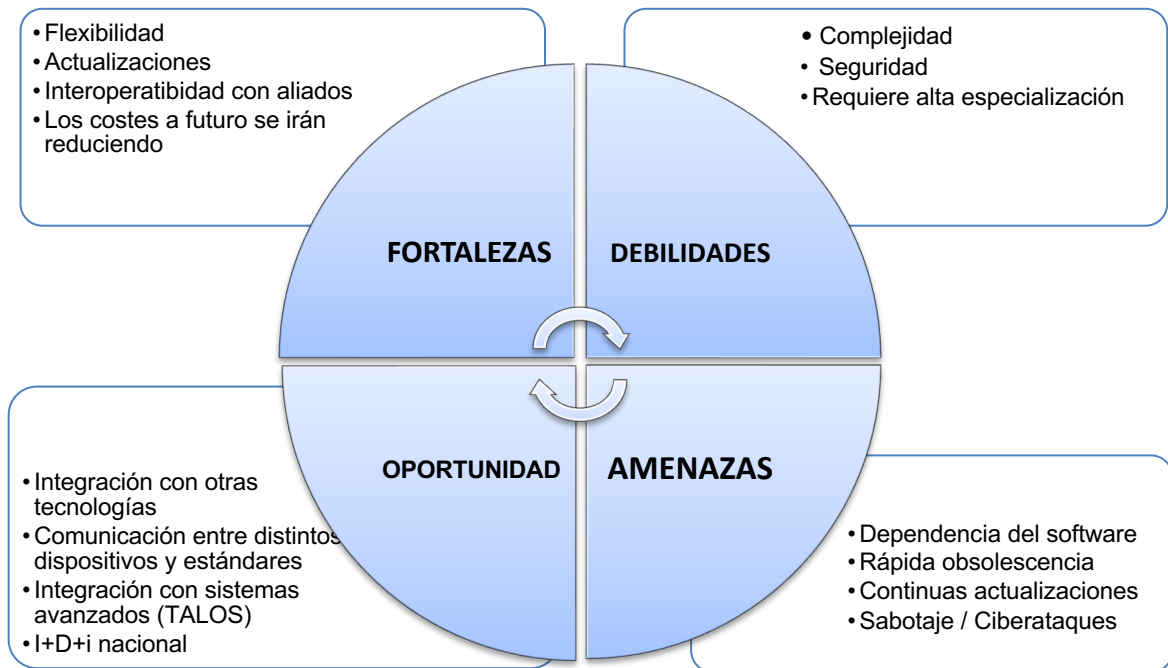 • Flexibilidad
• Actualizaciones
• Interoperatibidad con aliados
• Los costes a futuro se irán
reduciendo
• Complejidad
• Seguridad
• Requiere alta especialización
FORTALEZAS
DEBILIDADES
OPORTUNIDAD
AMENAZAS
• Integración con otras
tecnologías
• Comunicación entre distintos
dispositivos y estándares
• Integración con sistemas
avanzados (TALOS)
• I+D+i nacional
• Dependencia del software
• Rápida obsolescencia
• Continuas actualizaciones
• Sabotaje / Ciberataques